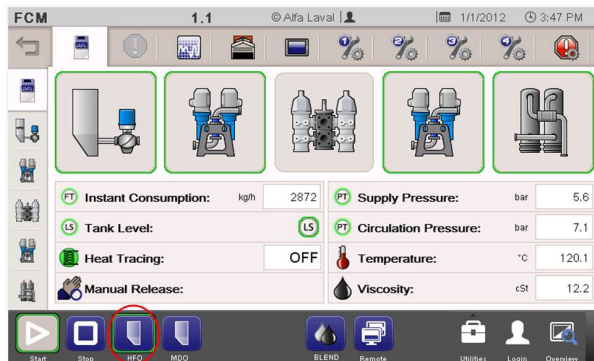 FCM 1.1 © Alfa Laval 1/1/2012 3:47 PM
FT Instant Consumption: kg/h 2872 PT Supply Pressure: bar 5.6
LS Tank Level: LS PT Circulation Pressure: bar 7.1
Heat Tracing: OFF Temperature: °C 120.1
Manual Release: Viscosity: cSt 12.2
Start Stop HFO MDO BLEND Remote Utilities Login Overview